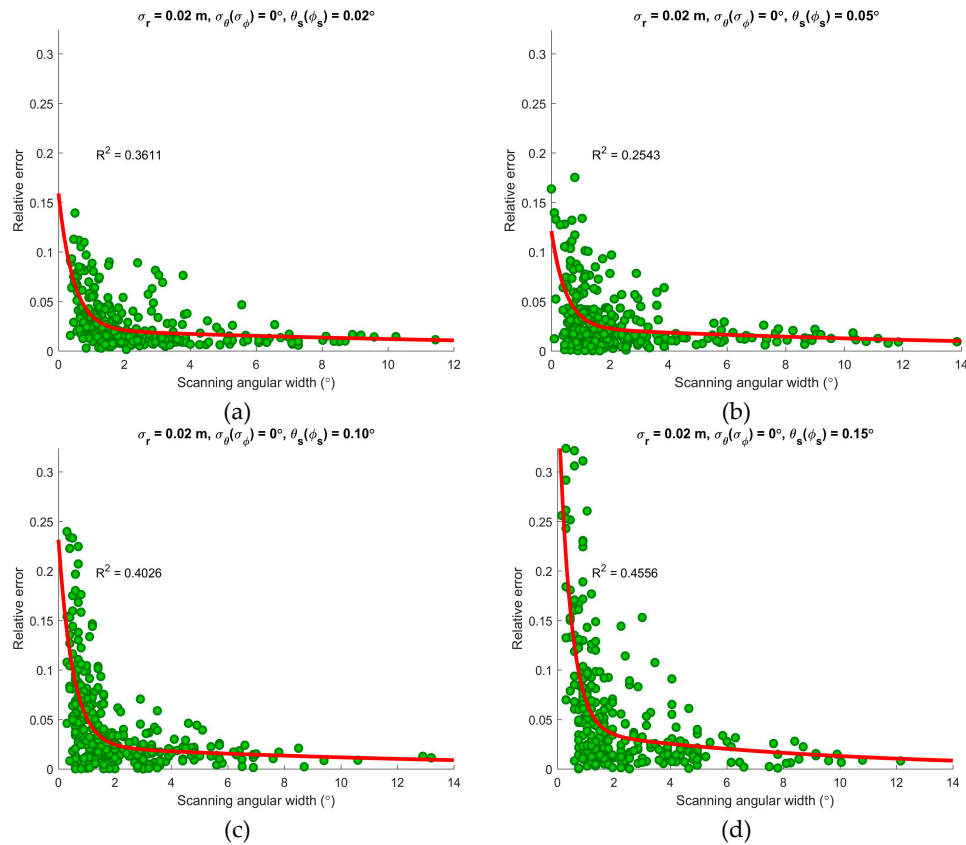 σr = 0.02 m, σθ(σϕ) = 0°, θs(ϕs) = 0.02°
0.3
0.25
0.2
0.15
0.1
0.05
0
Relative error
R² = 0.3611
0 2 4 6 8 10 12
Scanning angular width (°)
(a)
σr = 0.02 m, σθ(σϕ) = 0°, θs(ϕs) = 0.05°
0.3
0.25
0.2
0.15
0.1
0.05
0
Relative error
R² = 0.2543
0 2 4 6 8 10 12 14
Scanning angular width (°)
(b)
σr = 0.02 m, σθ(σϕ) = 0°, θs(ϕs) = 0.10°
0.3
0.25
0.2
0.15
0.1
0.05
0
Relative error
R² = 0.4026
0 2 4 6 8 10 12 14
Scanning angular width (°)
(c)
σr = 0.02 m, σθ(σϕ) = 0°, θs(ϕs) = 0.15°
0.3
0.25
0.2
0.15
0.1
0.05
0
Relative error
R² = 0.4556
0 2 4 6 8 10 12 14
Scanning angular width (°)
(d)